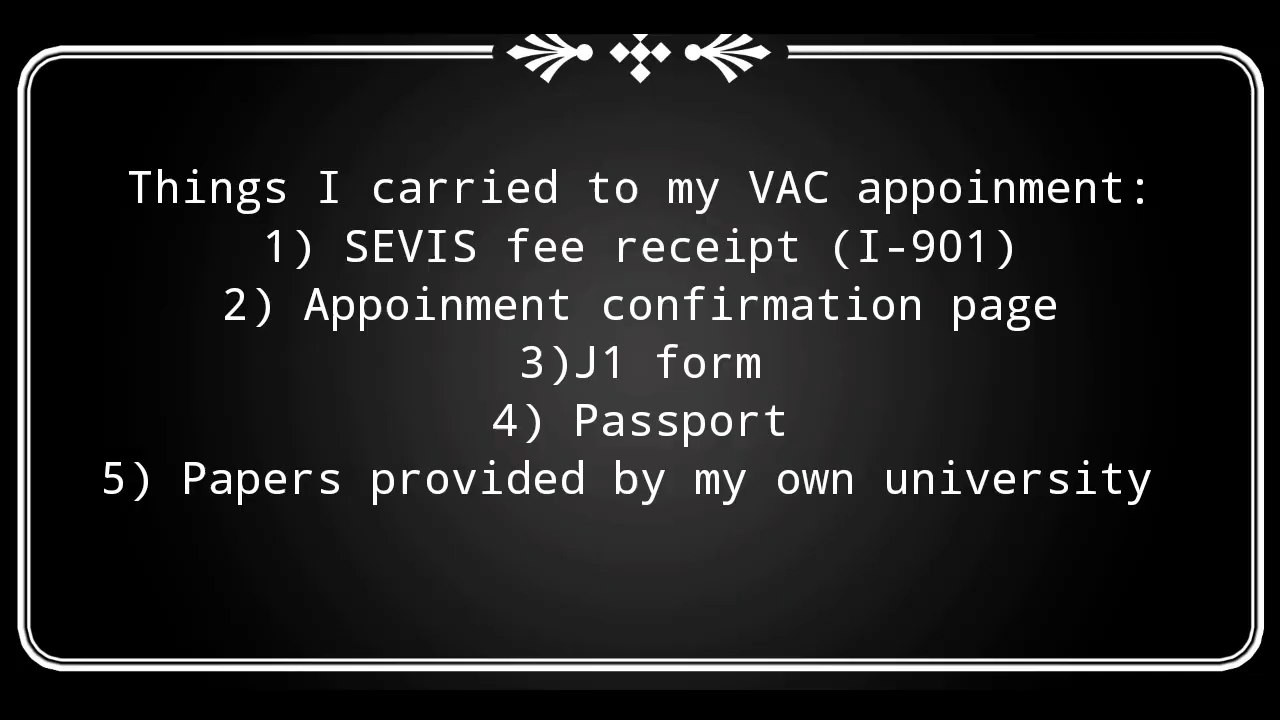 Things I carried to my VAC appoinment:
1) SEVIS fee receipt (I-901)
2) Appoinment confirmation page
3)J1 form
4) Passport
5) Papers provided by my own university